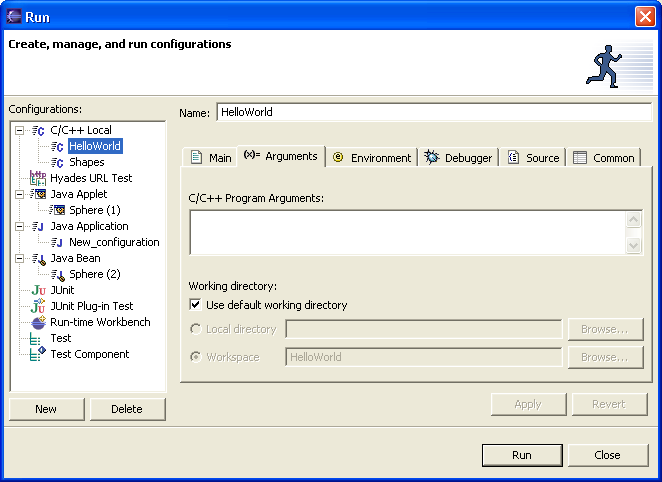 Run
Create, manage, and run configurations
Configurations:
C/C++ Local
HelloWorld
Shapes
Hyades URL Test
Java Applet
Sphere (1)
Java Application
New_configuration
Java Bean
Sphere (2)
JUnit
JUnit Plug-in Test
Run-time Workbench
Test
Test Component
New Delete
Name: HelloWorld
Main (x)= Arguments Environment Debugger Source Common
C/C++ Program Arguments:
Working directory:
Use default working directory
Local directory Browse...
Workspace HelloWorld Browse...
Apply Revert
Run Close